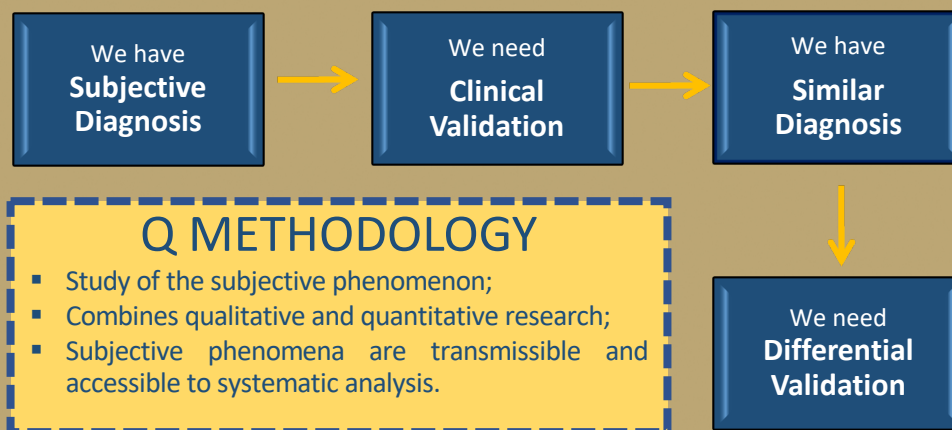 We have
Subjective
Diagnosis
We need
Clinical
Validation
We have
Similar
Diagnosis
Q METHODOLOGY
▪ Study of the subjective phenomenon;
▪ Combines qualitative and quantitative research;
▪ Subjective phenomena are transmissible and
accessible to systematic analysis.
We need
Differential
Validation